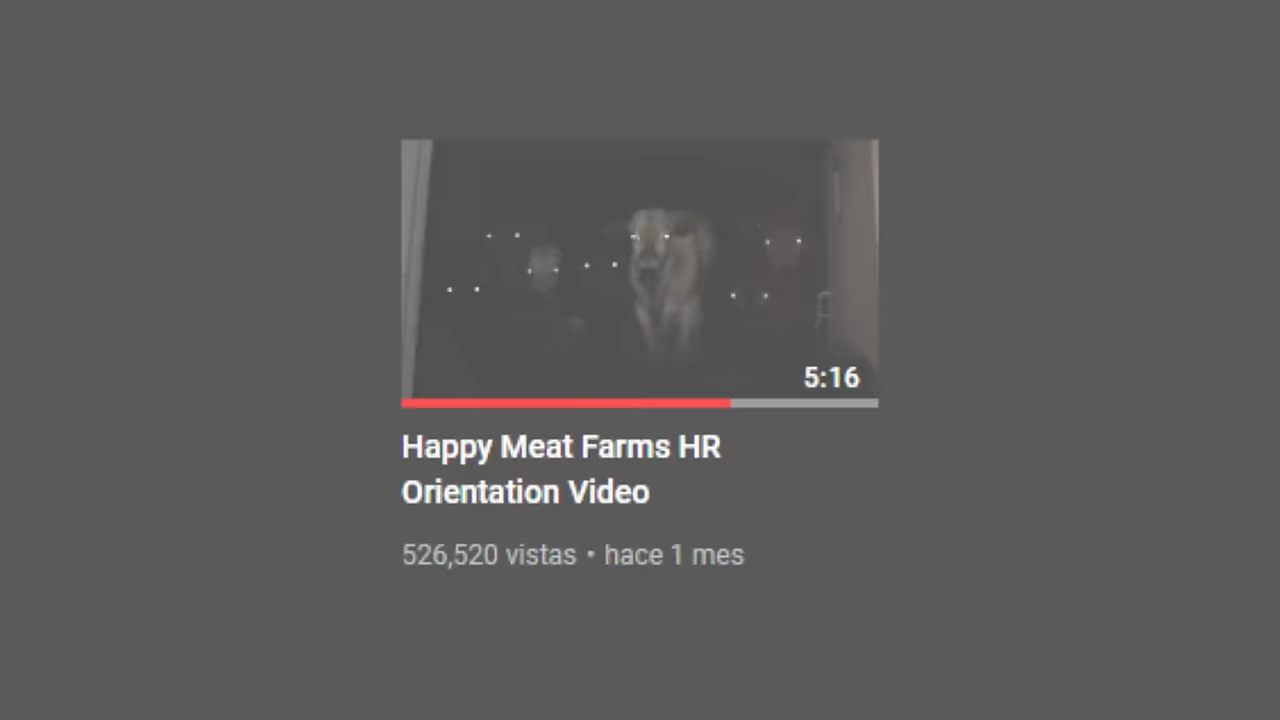 5:16
Happy Meat Farms HR
Orientation Video
526,520 vistas • hace 1 mes